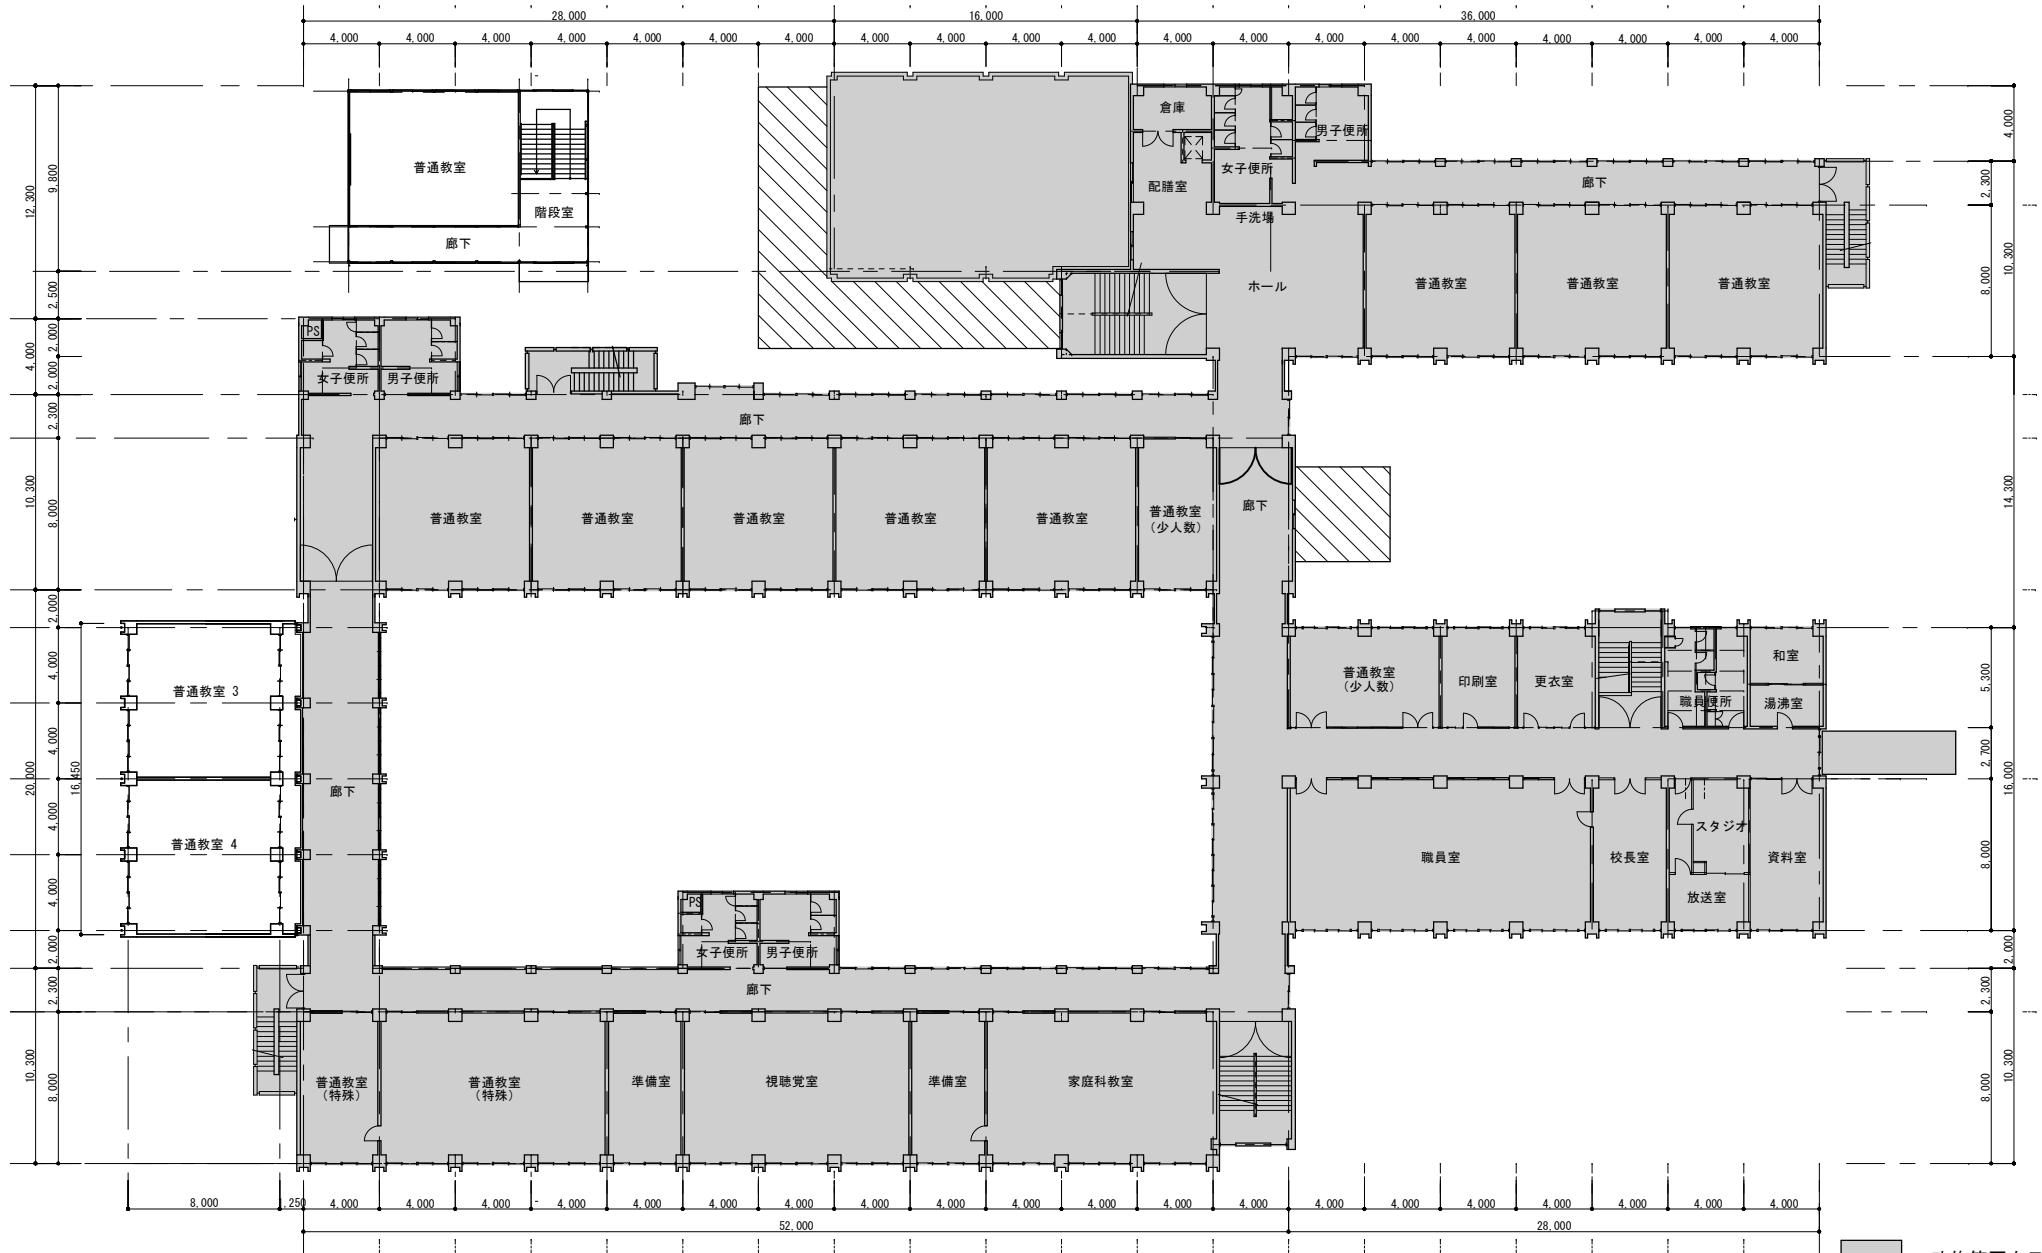 28,000
16,000
36,000
4,000 4,000 4,000 4,000 4,000 4,000 4,000 4,000 4,000 4,000 4,000 4,000 4,000 4,000 4,000 4,000 4,000 4,000 4,000 4,000
12,300
9,800
2,500
4,000
2,000
2,000
10,300
2,300
8,000
20,000
2,000
4,000
4,000
4,000
4,000
2,000
16,450
10,300
2,300
8,000
4,000
10,300
2,300
8,000
14,300
16,000
5,300
2,700
8,000
2,000
10,300
2,300
8,000
普通教室
階段室
廊下
倉庫
男子便所
女子便所
配膳室
手洗場
廊下
ホール
普通教室
普通教室
普通教室
PS
女子便所
男子便所
廊下
普通教室
普通教室
普通教室
普通教室
普通教室
普通教室
(少人数)
廊下
普通教室 3
普通教室 4
廊下
普通教室
(少人数)
印刷室
更衣室
職員便所
和室
湯沸室
職員室
校長室
スタジオ
放送室
資料室
PS
女子便所
男子便所
廊下
普通教室
(特殊)
普通教室
(特殊)
準備室
視聴覚室
準備室
家庭科教室
8,000 1,250 4,000 4,000 4,000 4,000 4,000 4,000 4,000 4,000 4,000 4,000 4,000 4,000 4,000 4,000 4,000 4,000 4,000 4,000 4,000 4,000
52,000
28,000